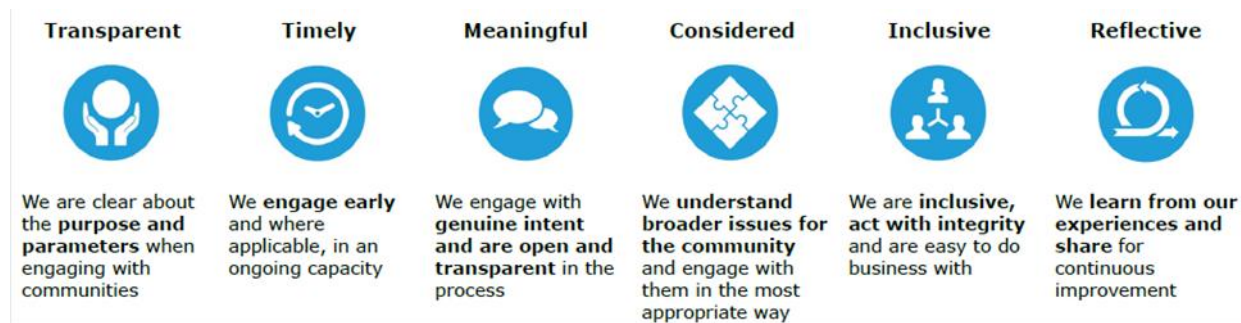 Transparent
We are clear about
the purpose and
parameters when
engaging with
communities
Timely
We engage early
and where
applicable, in an
ongoing capacity
Meaningful
We engage with
genuine intent
and are open and
transparent in the
process
Considered
We understand
broader issues for
the community
and engage with
them in the most
appropriate way
Inclusive
We are inclusive,
act with integrity
and are easy to do
business with
Reflective
We learn from our
experiences and
share for
continuous
improvement